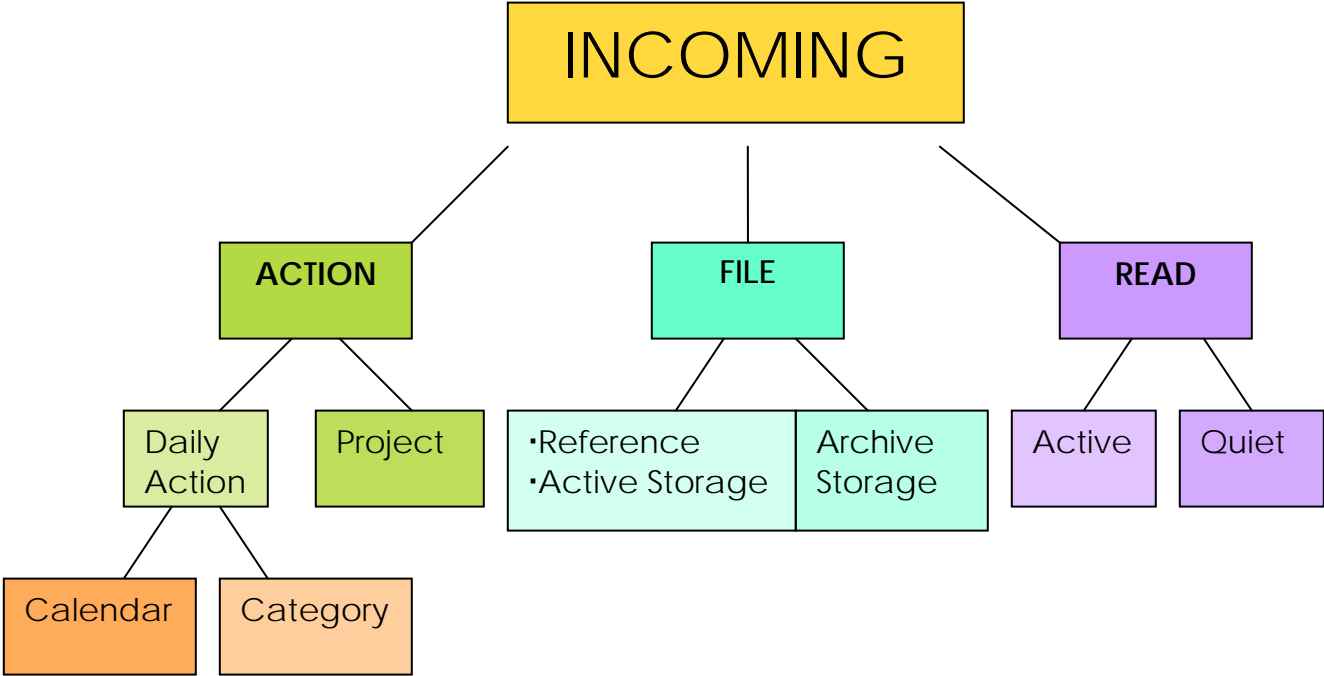 INCOMING
ACTION
FILE
READ
Daily
Action
Project
·Reference
·Active Storage
Archive
Storage
Active
Quiet
Calendar
Category